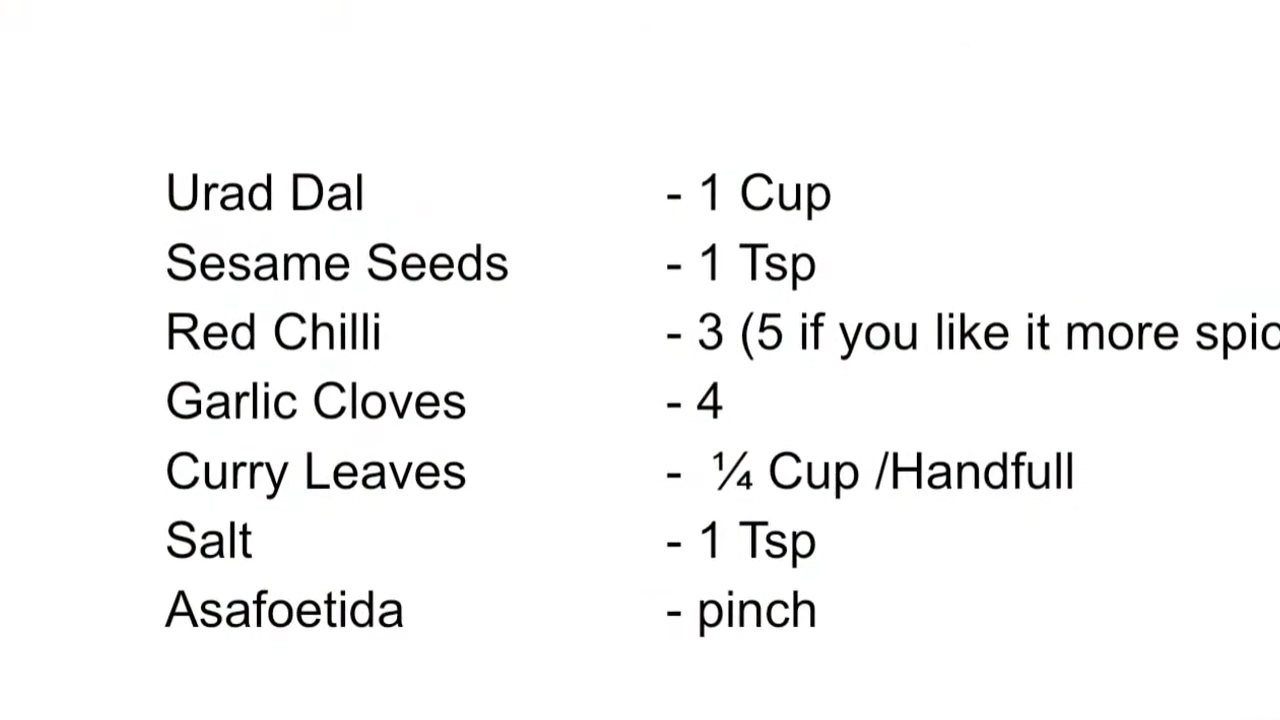 Urad Dal - 1 Cup
Sesame Seeds - 1 Tsp
Red Chilli - 3 (5 if you like it more
Garlic Cloves - 4
Curry Leaves - ¼ Cup /Handfull
Salt - 1 Tsp
Asafoetida - pinch